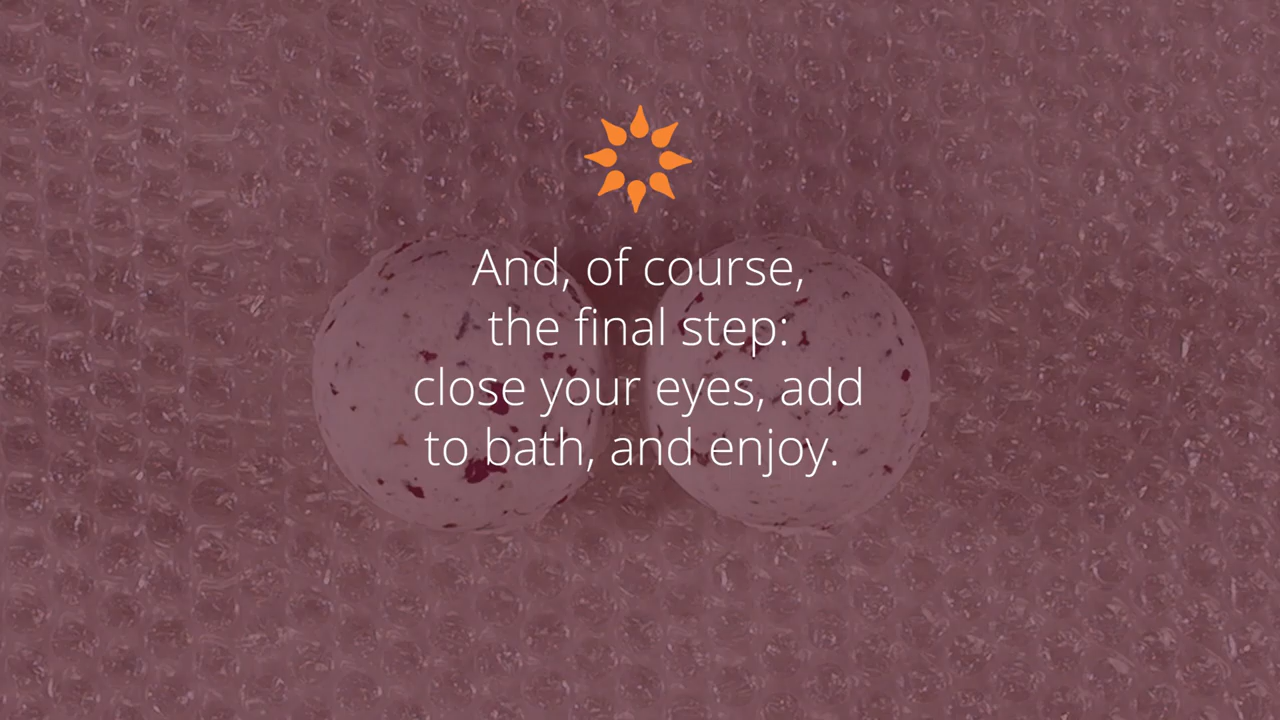 And, of course,
the final step:
close your eyes, add
to bath, and enjoy.